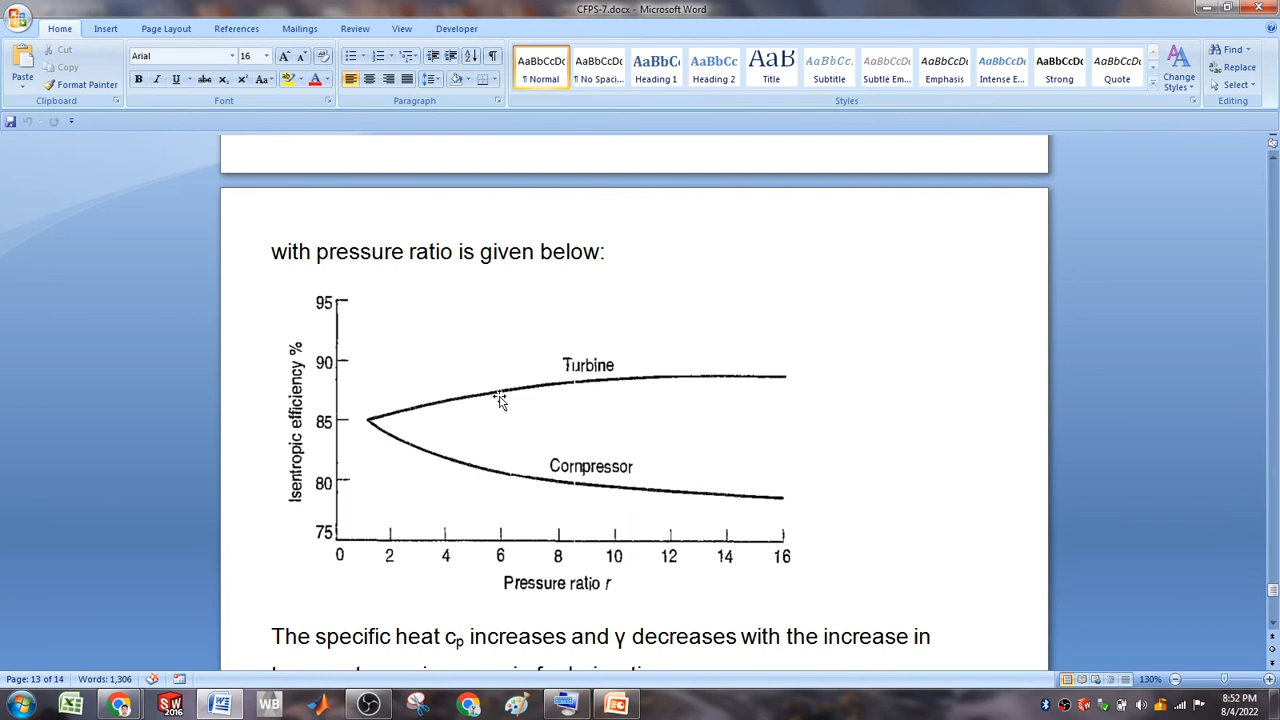 CFPS-7.docx - Microsoft Word
Home Insert Page Layout References Mailings Review View Developer
Paste Cut Copy Format Painter
Arial 16
AaBbCcDc AaBbCcDc AaBbCc AaBbCc AaB AaBbCc. AaBbCcDc AaBbCcDc AaBbCcDc AaBbCcDc AaBbCcDc
¶ Normal ¶ No Spaci... Heading 1 Heading 2 Title Subtitle Subtle Em... Emphasis Intense E... Strong Quote
Change Styles
Find Replace Select
Clipboard Font Paragraph Styles Editing
with pressure ratio is given below:
Isentropic efficiency %
95
90
85
80
75
Turbine
Compressor
0 2 4 6 8 10 12 14 16
Pressure ratio r
The specific heat cp increases and γ decreases with the increase in
Page: 13 of 14 Words: 1,306 130%
SW 2016 WB
8:52 PM
8/4/2022